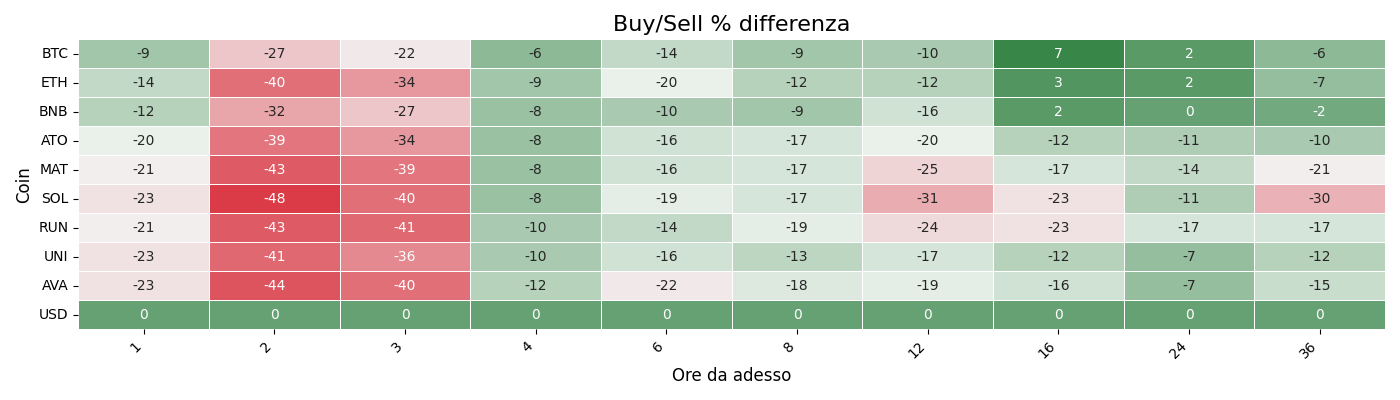 Buy/Sell % differenza
Coin
BTC -9 -27 -22 -6 -14 -9 -10 7 2 -6
ETH -14 -40 -34 -9 -20 -12 -12 3 2 -7
BNB -12 -32 -27 -8 -10 -9 -16 2 0 -2
ATO -20 -39 -34 -8 -16 -17 -20 -12 -11 -10
MAT -21 -43 -39 -8 -16 -17 -25 -17 -14 -21
SOL -23 -48 -40 -8 -19 -17 -31 -23 -11 -30
RUN -21 -43 -41 -10 -14 -19 -24 -23 -17 -17
UNI -23 -41 -36 -10 -16 -13 -17 -12 -7 -12
AVA -23 -44 -40 -12 -22 -18 -19 -16 -7 -15
USD 0 0 0 0 0 0 0 0 0 0
1 2 3 4 6 8 12 16 24 36
Ore da adesso